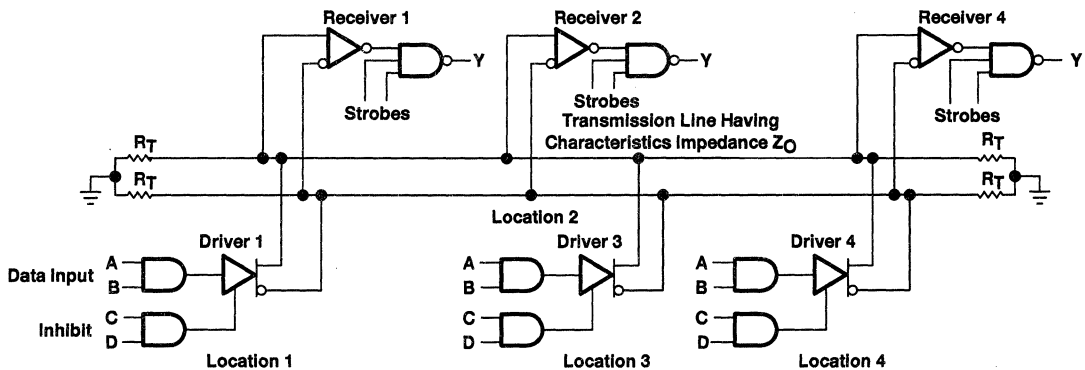 Receiver 1
Receiver 2
Receiver 4
Y
Y
Y
Strobes
Strobes
Strobes
Transmission Line Having
Characteristics Impedance ZO
RT
RT
RT
RT
Location 2
Driver 1
Driver 3
Driver 4
Data Input
A
B
A
B
A
B
Inhibit
C
D
C
D
C
D
Location 1
Location 3
Location 4